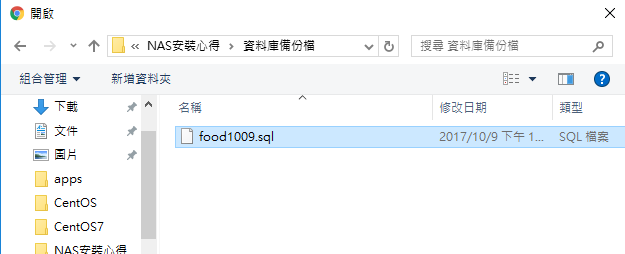 開啟
« NAS安裝心得 › 資料庫備份檔
搜尋 資料庫備份檔
組合管理 新增資料夾
下載
文件
圖片
apps
CentOS
CentOS7
NAS安裝心得
名稱 修改日期 類型
food1009.sql 2017/10/9 下午 1... SQL 檔案